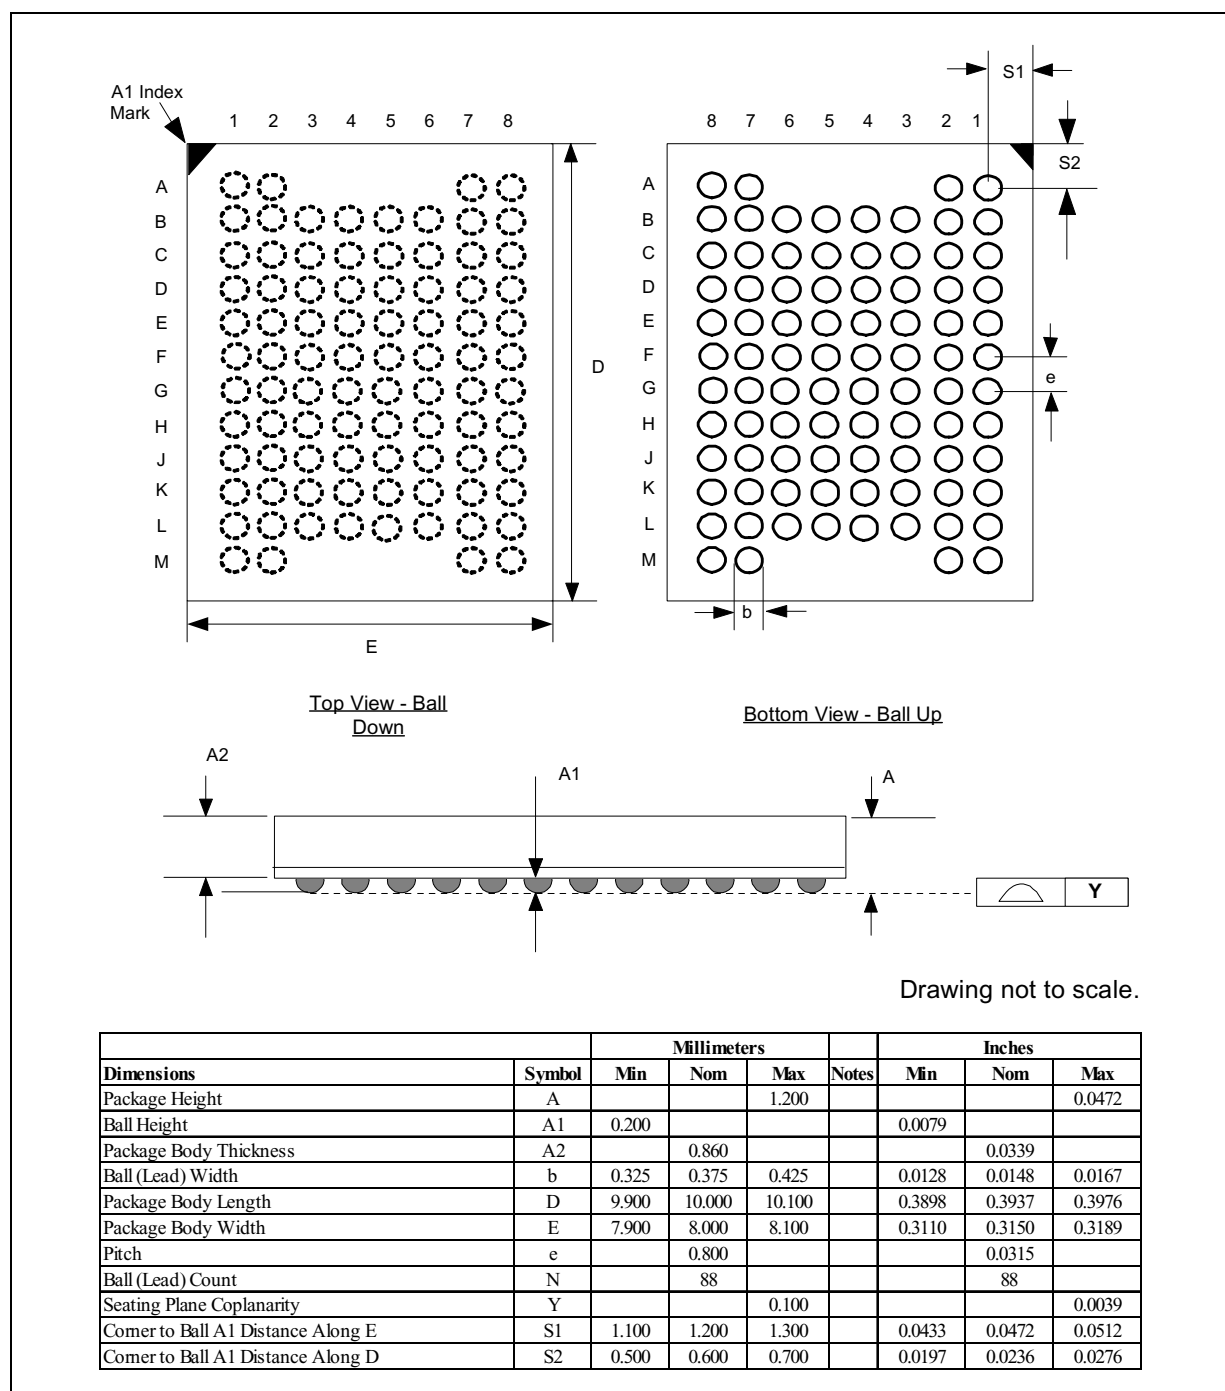 S1
A1 Index
Mark
1 2 3 4 5 6 7 8
8 7 6 5 4 3 2 1
S2
A
B
C
D
E
F
G
H
J
K
L
M
D
E
A
B
C
D
E
F
G
H
J
K
L
M
e
b
Top View - Ball
Down
Bottom View - Ball Up
A2
A1
A
Y
Drawing not to scale.
Millimeters Inches
Dimensions Symbol Min Nom Max Notes Min Nom Max
Package Height A 1.200 0.0472
Ball Height A1 0.200 0.0079
Package Body Thickness A2 0.860 0.0339
Ball (Lead) Width b 0.325 0.375 0.425 0.0128 0.0148 0.0167
Package Body Length D 9.900 10.000 10.100 0.3898 0.3937 0.3976
Package Body Width E 7.900 8.000 8.100 0.3110 0.3150 0.3189
Pitch e 0.800 0.0315
Ball (Lead) Count N 88 88
Seating Plane Coplanarity Y 0.100 0.0039
Corner to Ball A1 Distance Along E S1 1.100 1.200 1.300 0.0433 0.0472 0.0512
Corner to Ball A1 Distance Along D S2 0.500 0.600 0.700 0.0197 0.0236 0.0276